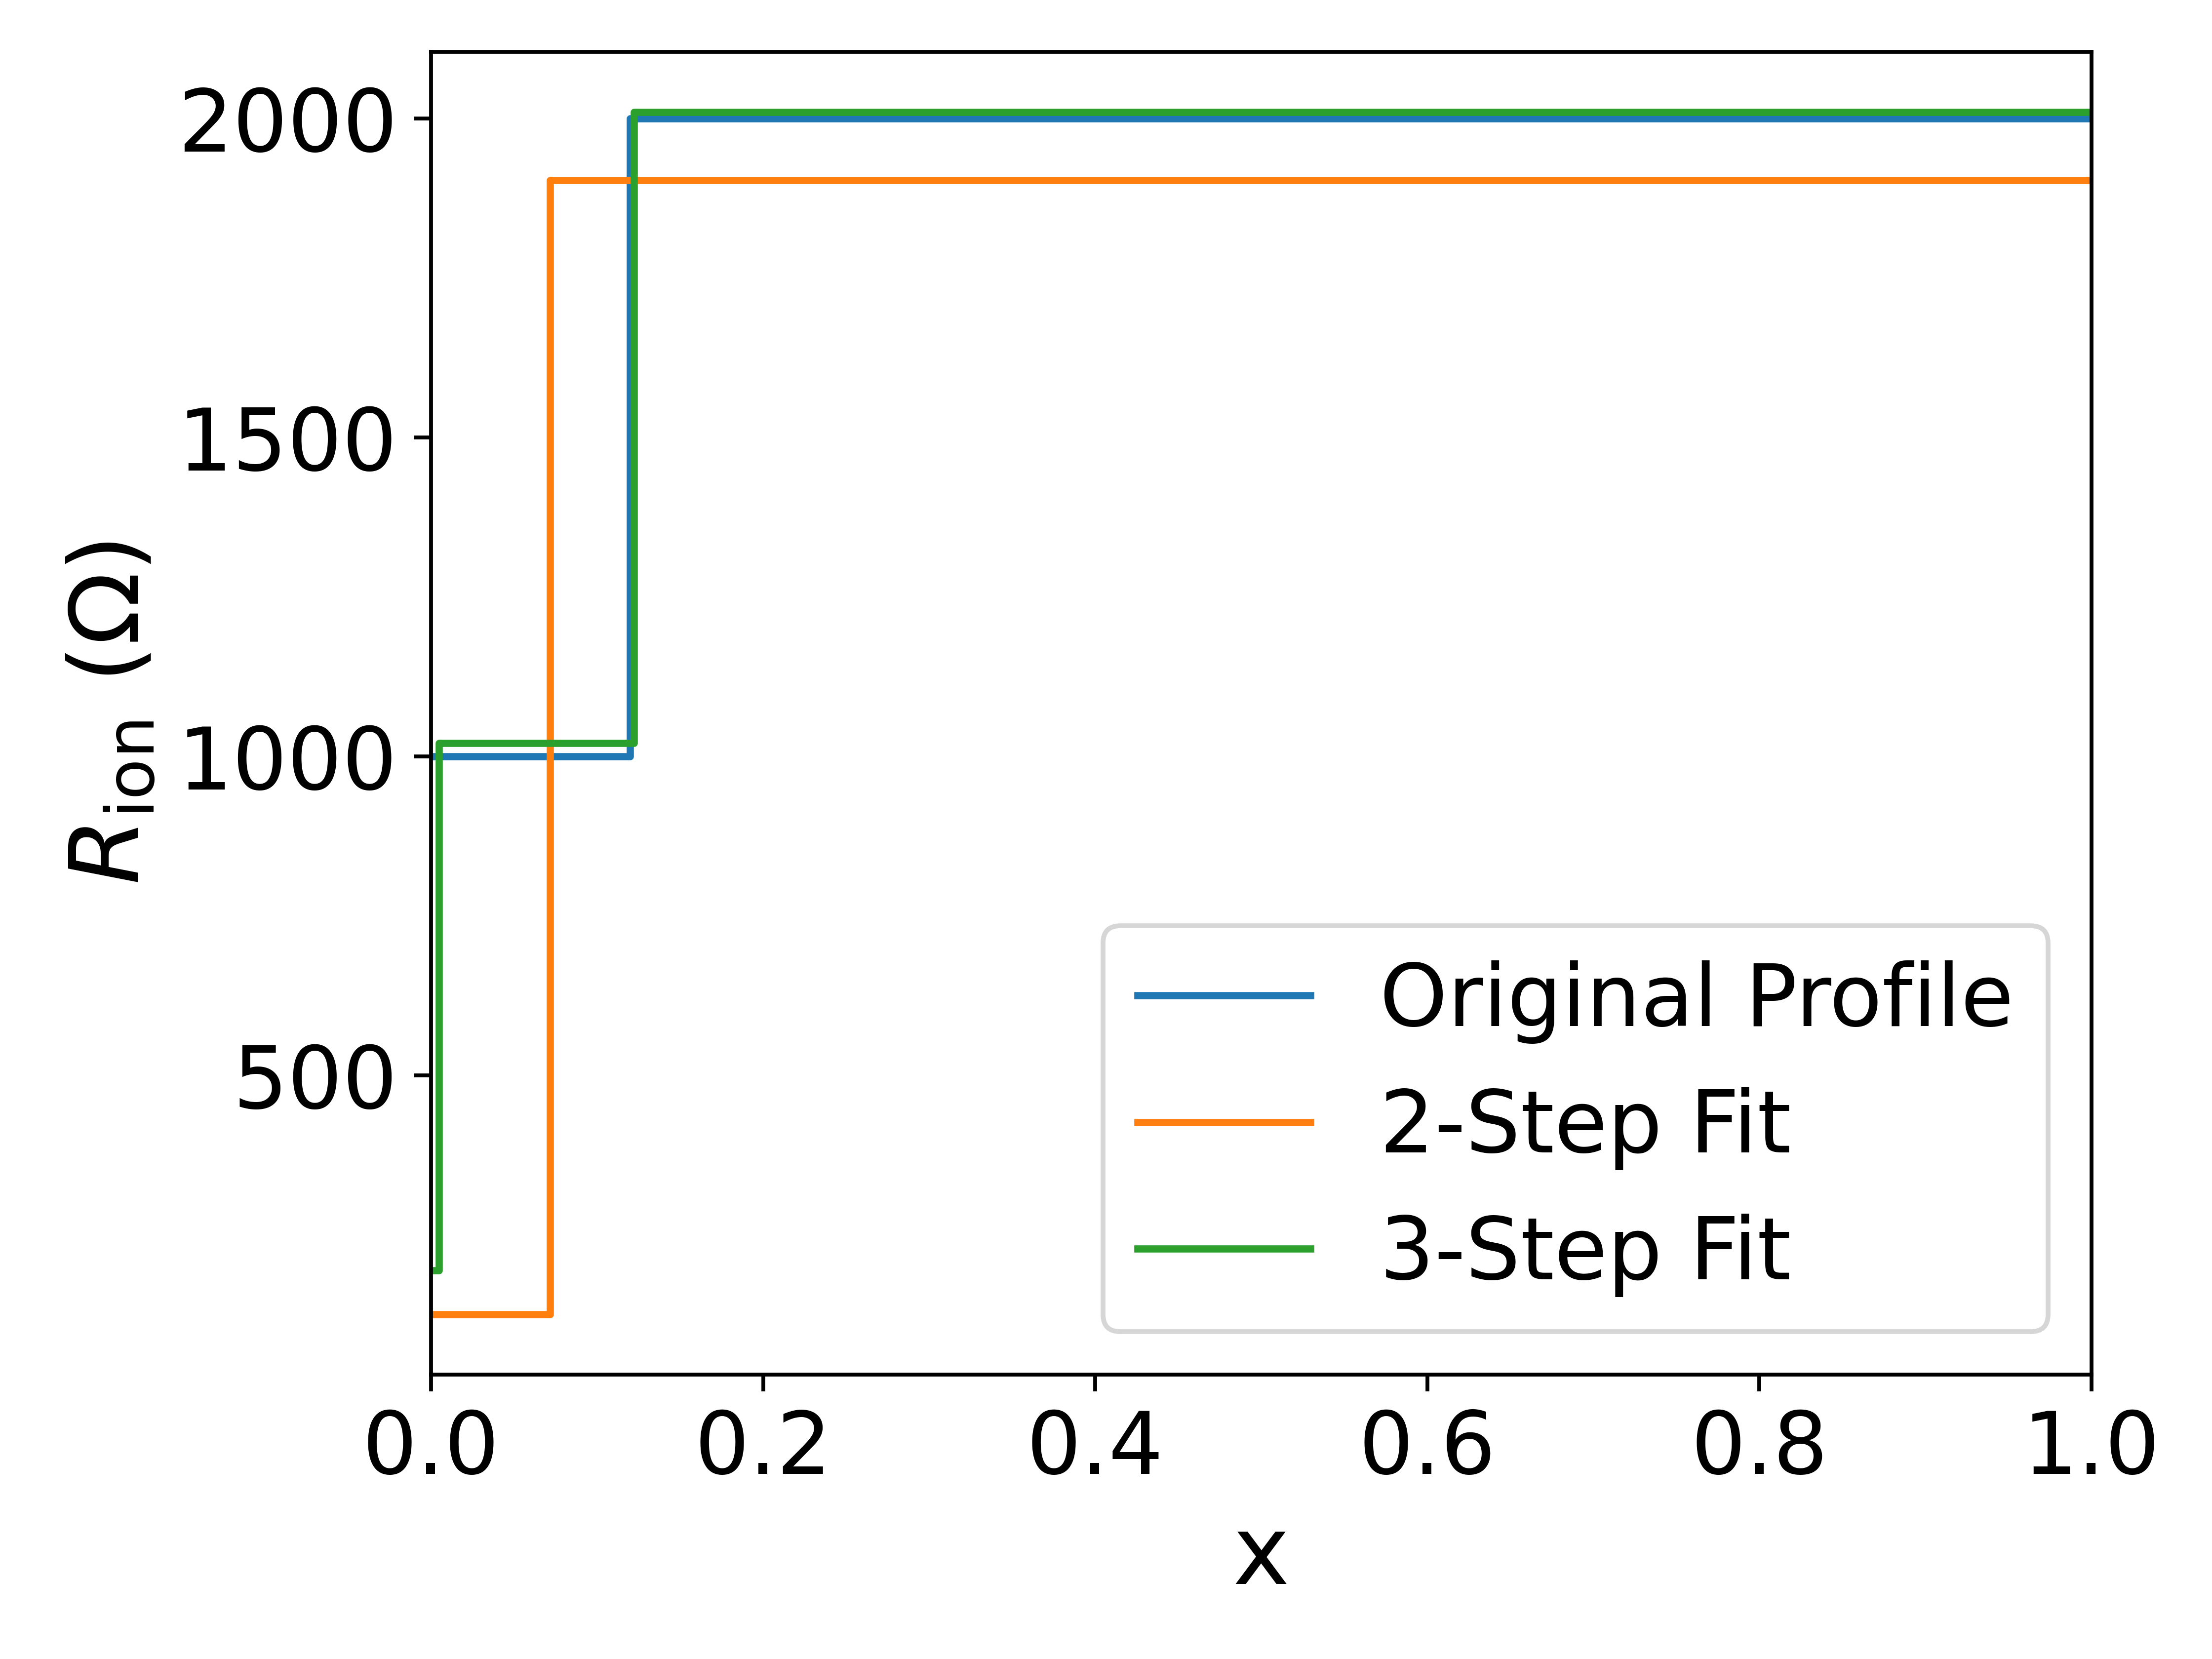 2000
1500
1000
500
R_ion (Ω)
0.0 0.2 0.4 0.6 0.8 1.0
x
Original Profile
2-Step Fit
3-Step Fit